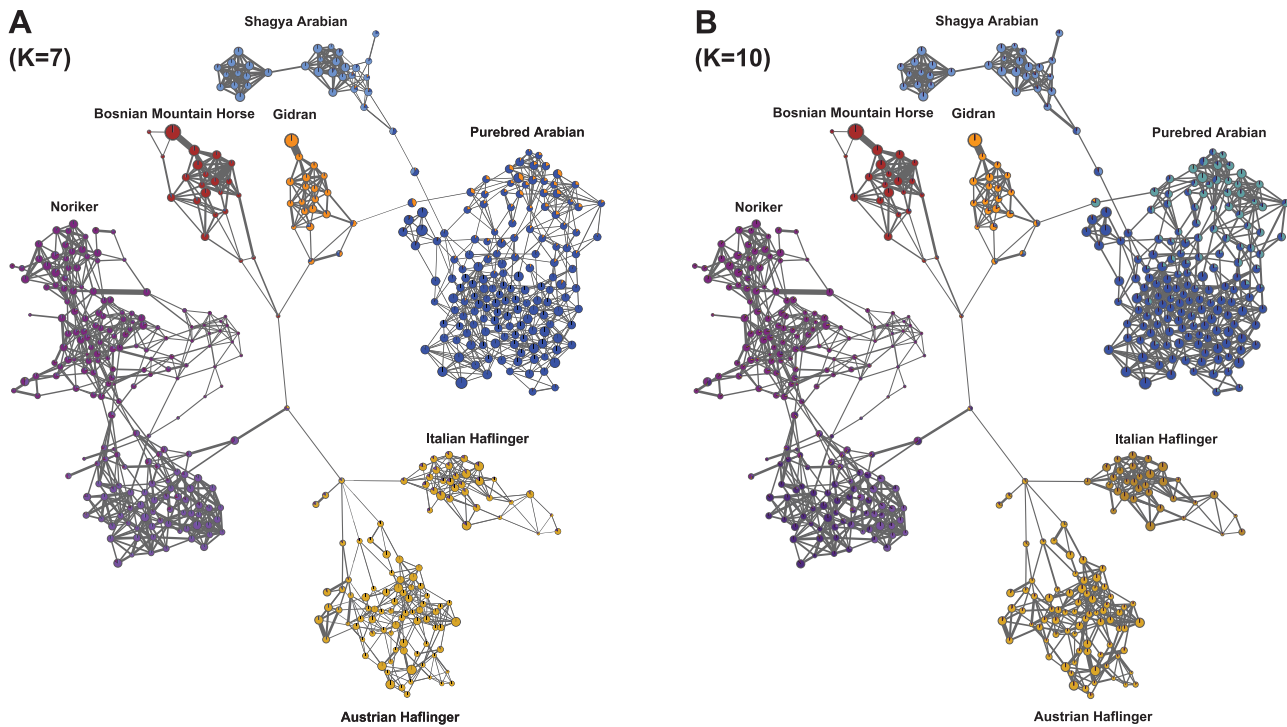 A
(K=7)
Shagya Arabian
Bosnian Mountain Horse
Gidran
Purebred Arabian
Noriker
Italian Haflinger
Austrian Haflinger
B
(K=10)
Shagya Arabian
Bosnian Mountain Horse
Gidran
Purebred Arabian
Noriker
Italian Haflinger
Austrian Haflinger